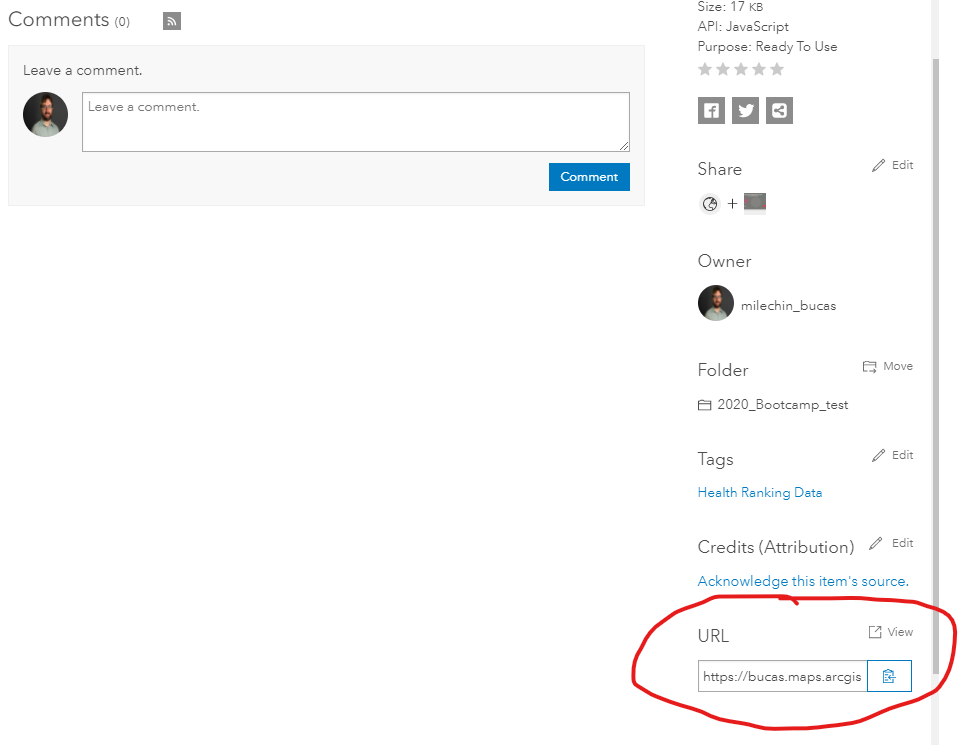 Comments (0)
Leave a comment.
Leave a comment.
Comment
Size: 17 KB
API: JavaScript
Purpose: Ready To Use
Share
Edit
+
Owner
milechin_bucas
Folder
Move
2020_Bootcamp_test
Tags
Edit
Health Ranking Data
Credits (Attribution)
Edit
Acknowledge this item's source.
URL
View
https://bucas.maps.arcgis